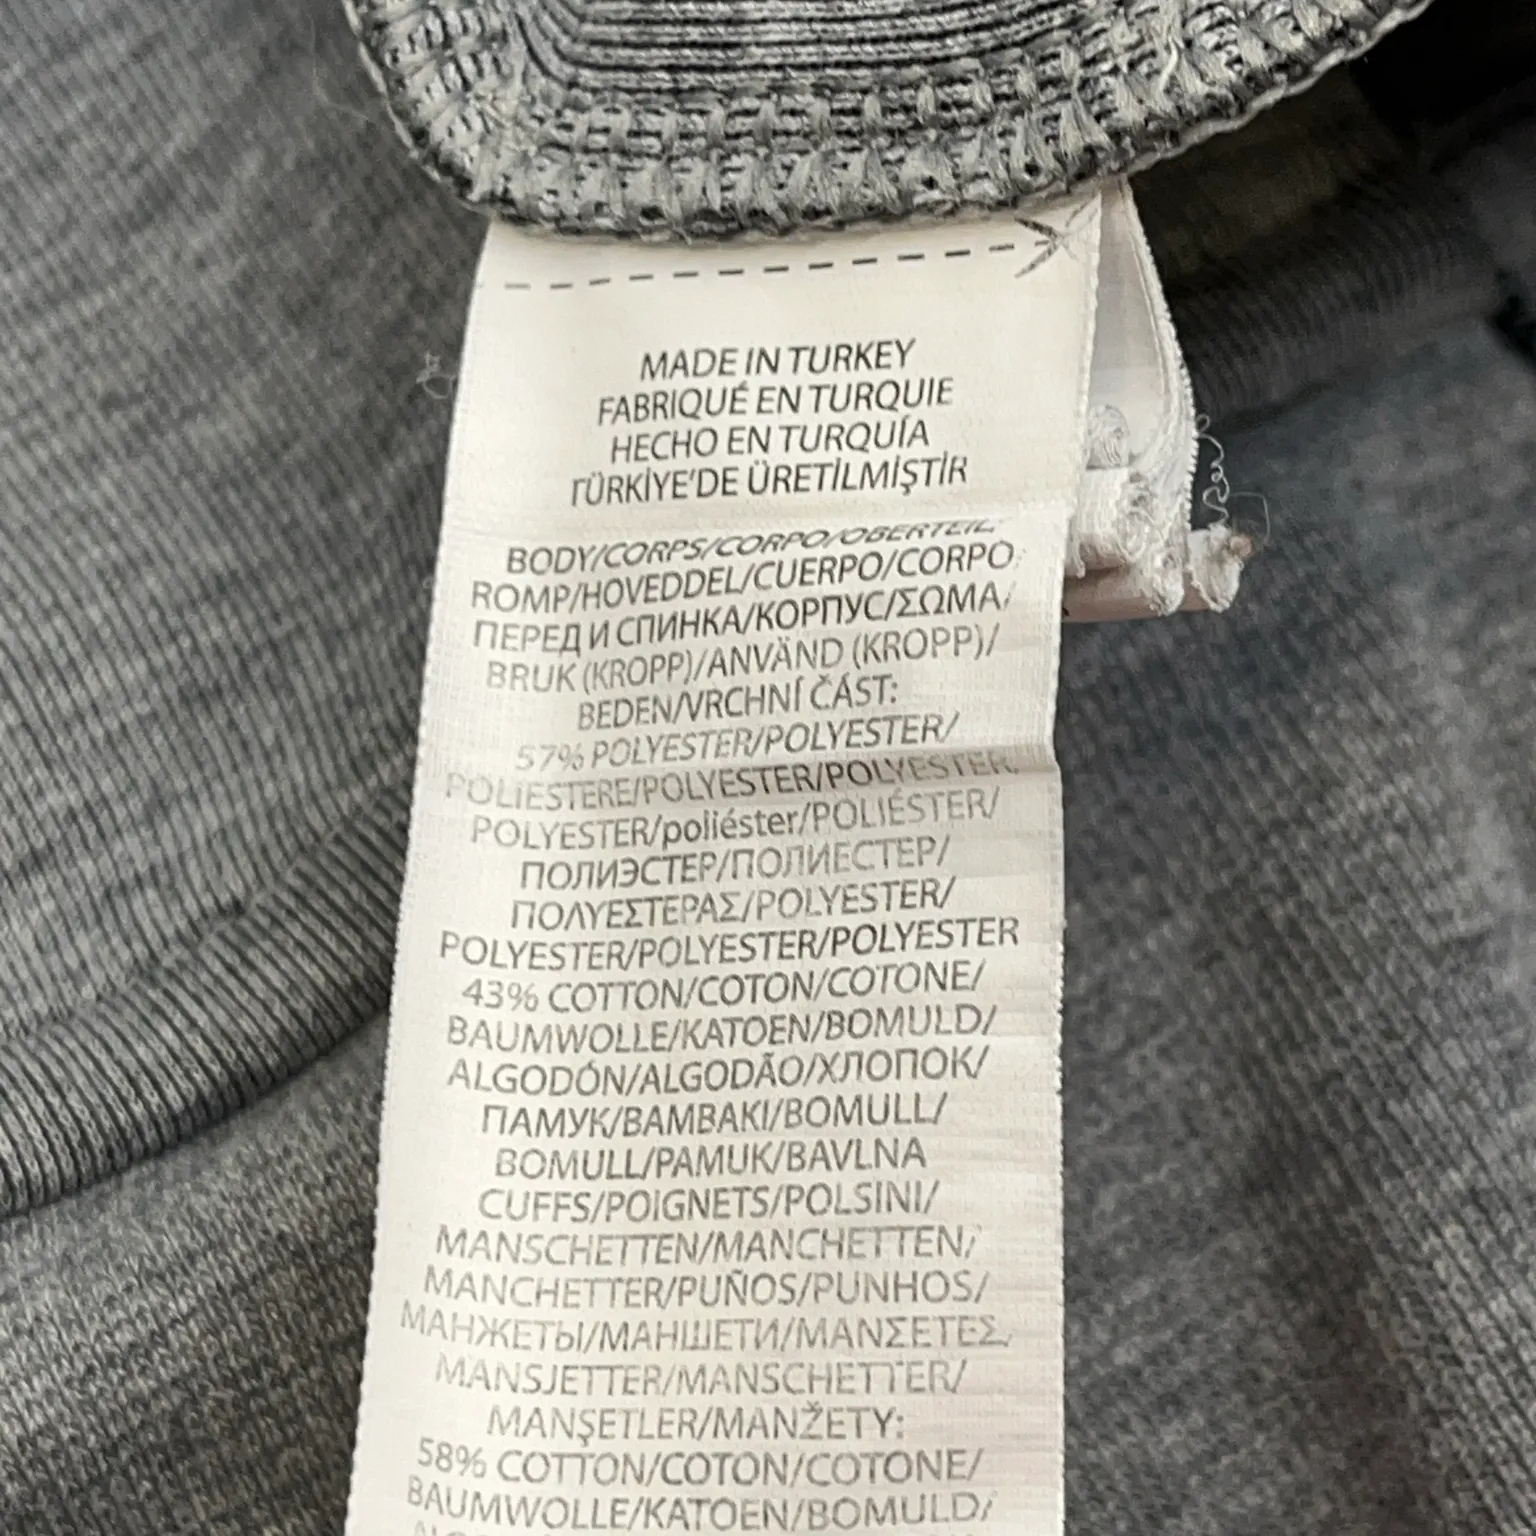 MADE IN TURKEY
FABRIQUÉ EN TURQUIE
HECHO EN TURQUÍA
TÜRKİYE'DE ÜRETİLMİŞTİR
BODY/CORPS/CORPO/OBERTEIL/
ROMP/HOVEDDEL/CUERPO/CORPO/
ПЕРЕД И СПИНКА/КОРПУС/ΣΩΜΑ/
BRUK (KROPP)/ANVÄND (KROPP)/
BEDEN/VRCHNÍ ČÁST:
57% POLYESTER/POLYESTER/
POLIESTERE/POLYESTER/POLYESTER/
POLYESTER/poliéster/POLIÉSTER/
ПОЛИЭСТЕР/ПОЛИЕСТЕР/
ΠΟΛΥΕΣΤΕΡΑΣ/POLYESTER/
POLYESTER/POLYESTER/POLYESTER
43% COTTON/COTON/COTONE/
BAUMWOLLE/KATOEN/BOMULD/
ALGODÓN/ALGODÃO/ХЛОПОК/
ПАМУК/ΒΑΜΒΑΚΙ/BOMULL/
BOMULL/PAMUK/BAVLNA
CUFFS/POIGNETS/POLSINI/
MANSCHETTEN/MANCHETTEN/
MANCHETTER/PUÑOS/PUNHOS/
МАНЖЕТЫ/МАНШЕТИ/ΜΑΝΣΕΤΕΣ/
MANSJETTER/MANSCHETTER/
MANŞETLER/MANŽETY:
58% COTTON/COTON/COTONE/
BAUMWOLLE/KATOEN/BOMULD/